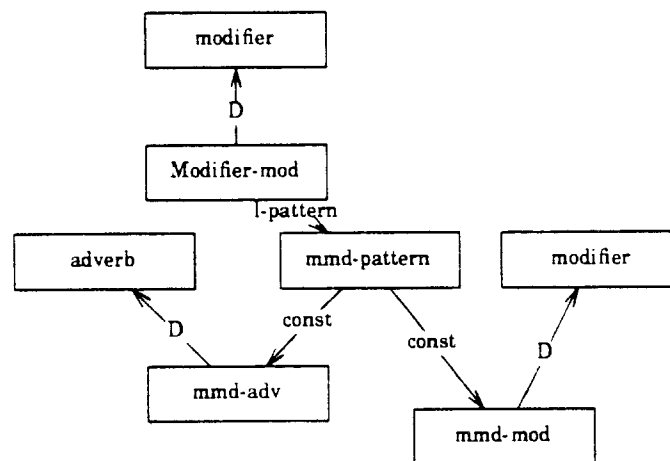 modifier
D
Modifier-mod
l-pattern
adverb
mmd-pattern
modifier
D
const
const
D
mmd-adv
mmd-mod